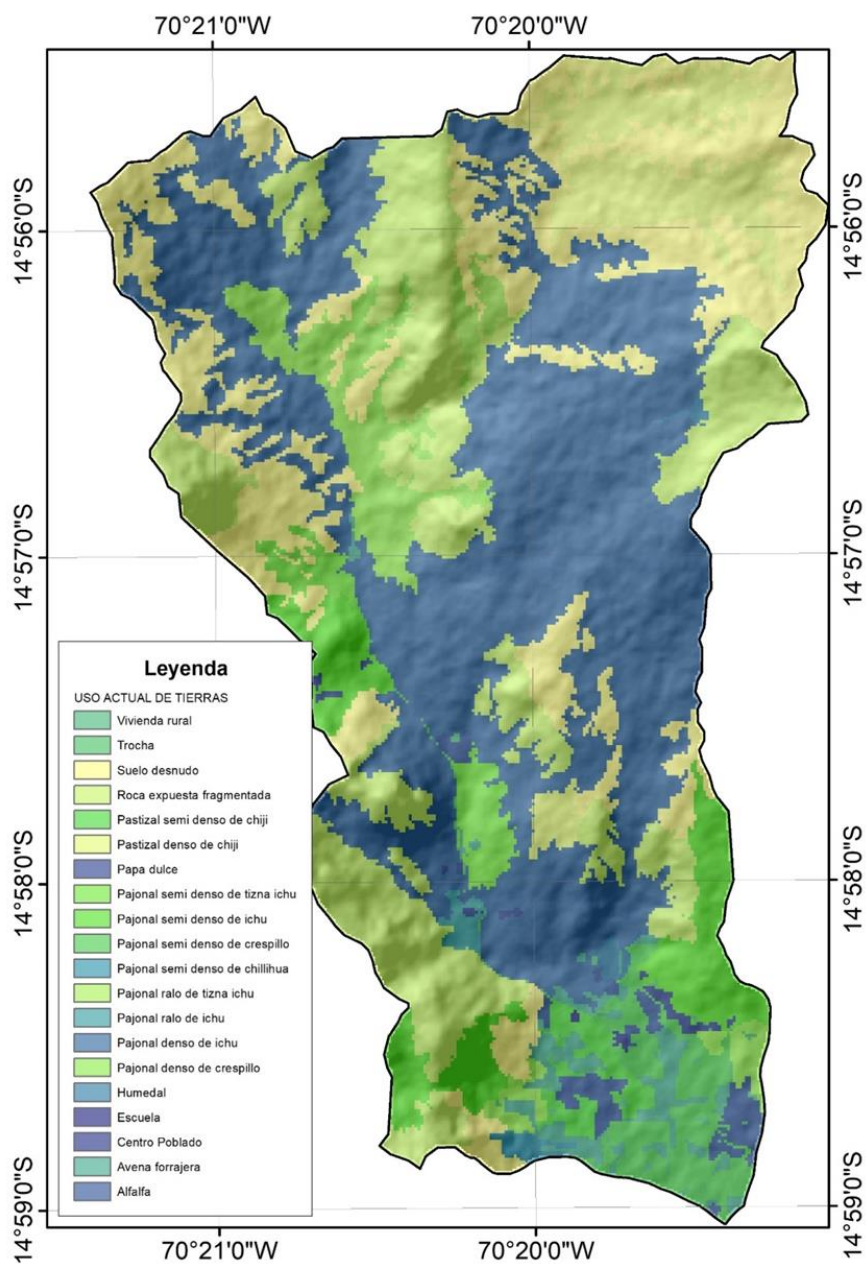 70°21'0"W 70°20'0"W
14°56'0"S 14°56'0"S
14°57'0"S 14°57'0"S
Leyenda
USO ACTUAL DE TIERRAS
Vivienda rural
Trocha
Suelo desnudo
Roca expuesta fragmentada
Pastizal semi denso de chiji
Pastizal denso de chiji
Papa dulce
Pajonal semi denso de tizna ichu
Pajonal semi denso de ichu
Pajonal semi denso de crespillo
Pajonal semi denso de chillihua
Pajonal ralo de tizna ichu
Pajonal ralo de ichu
Pajonal denso de ichu
Pajonal denso de crespillo
Humedal
Escuela
Centro Poblado
Avena forrajera
Alfalfa
14°58'0"S 14°58'0"S
14°59'0"S 14°59'0"S
70°21'0"W 70°20'0"W